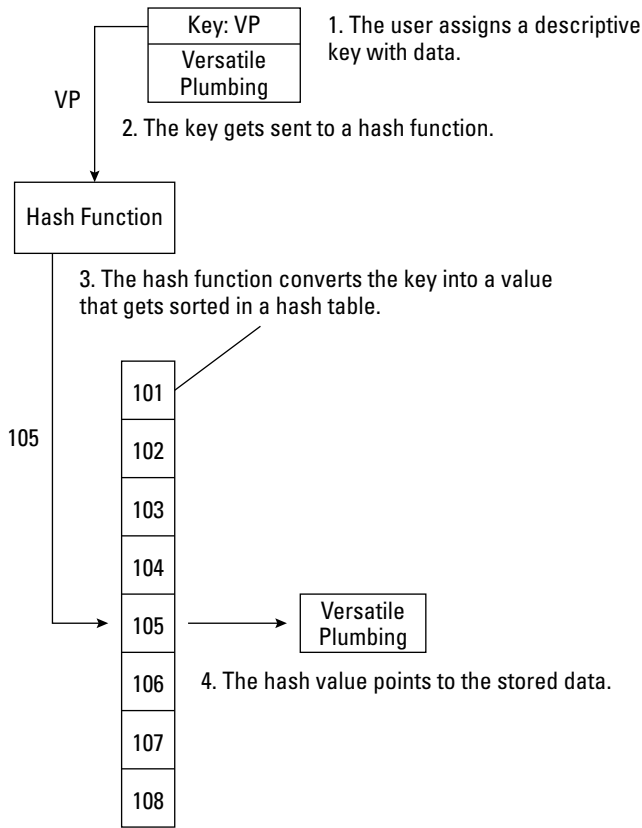 Key: VP
Versatile
Plumbing
1. The user assigns a descriptive
key with data.
VP
2. The key gets sent to a hash function.
Hash Function
3. The hash function converts the key into a value
that gets sorted in a hash table.
101
102
103
104
105
105
Versatile
Plumbing
106
4. The hash value points to the stored data.
107
108